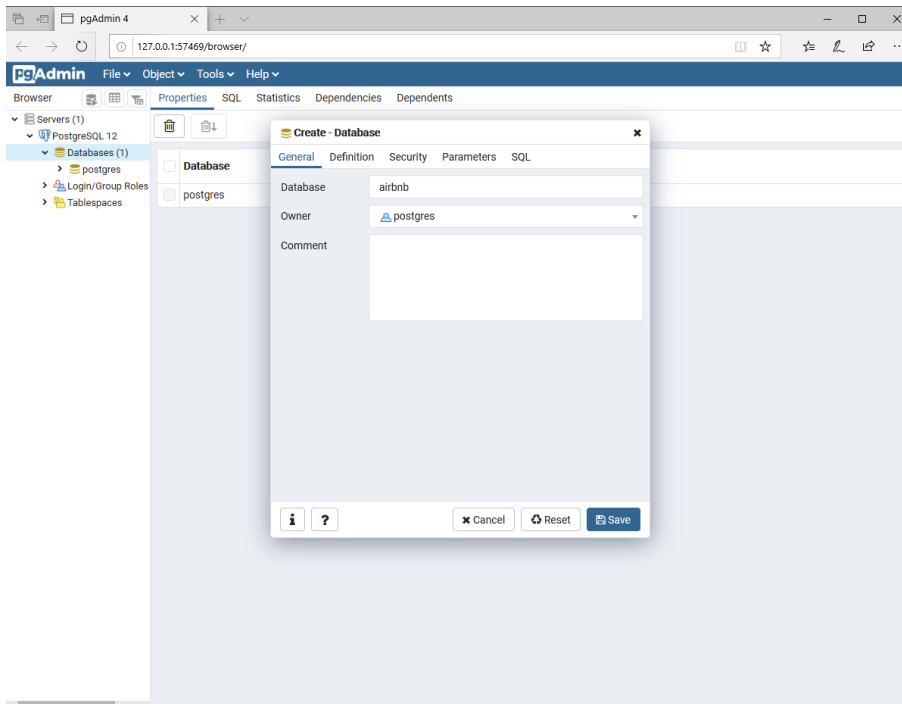 pgAdmin 4
127.0.0.1:57469/browser/
pgAdmin File Object Tools Help
Browser Properties SQL Statistics Dependencies Dependents
Servers (1)
PostgreSQL 12
Databases (1)
postgres
Login/Group Roles
Tablespaces
Database
postgres
Create - Database
General Definition Security Parameters SQL
Database airbnb
Owner postgres
Comment
i ? Cancel Reset Save